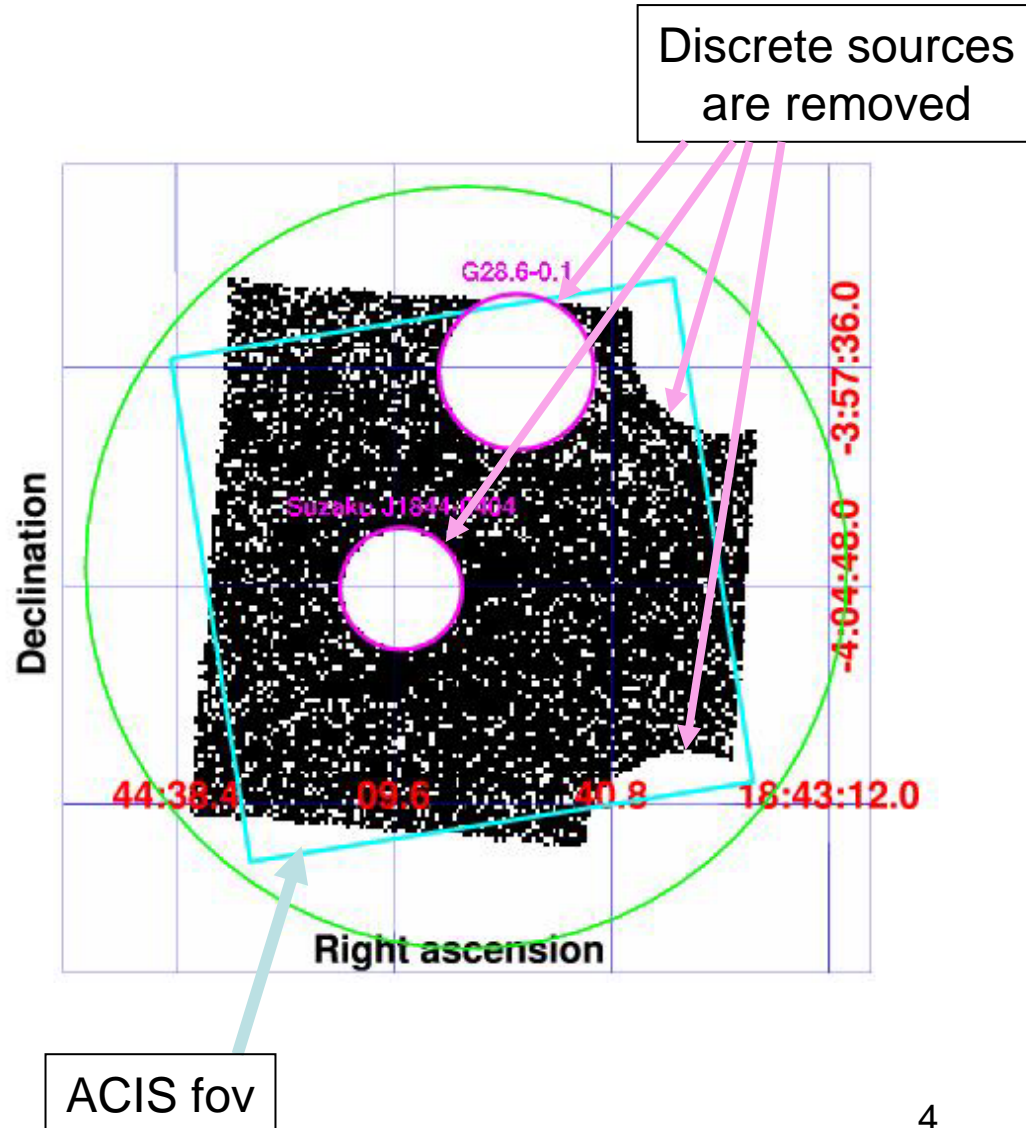 Discrete sources
are removed
G28.6-0.1
-3:57:36.0
Suzaku J1844-0404
-4:04:48.0
Declination
44:38.4
09.6
40.8
18:43:12.0
Right ascension
ACIS fov
4